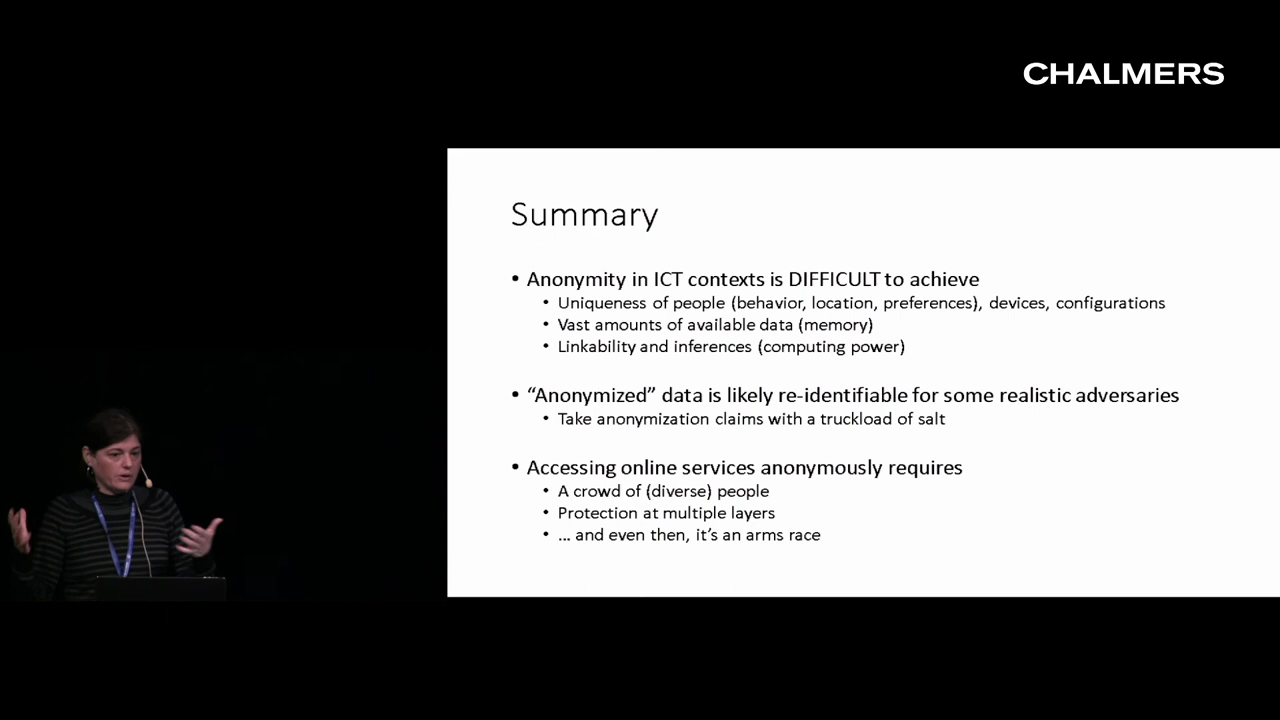 CHALMERS
Summary
• Anonymity in ICT contexts is DIFFICULT to achieve
• Uniqueness of people (behavior, location, preferences), devices, configurations
• Vast amounts of available data (memory)
• Linkability and inferences (computing power)
• “Anonymized” data is likely re-identifiable for some realistic adversaries
• Take anonymization claims with a truckload of salt
• Accessing online services anonymously requires
• A crowd of (diverse) people
• Protection at multiple layers
• … and even then, it’s an arms race